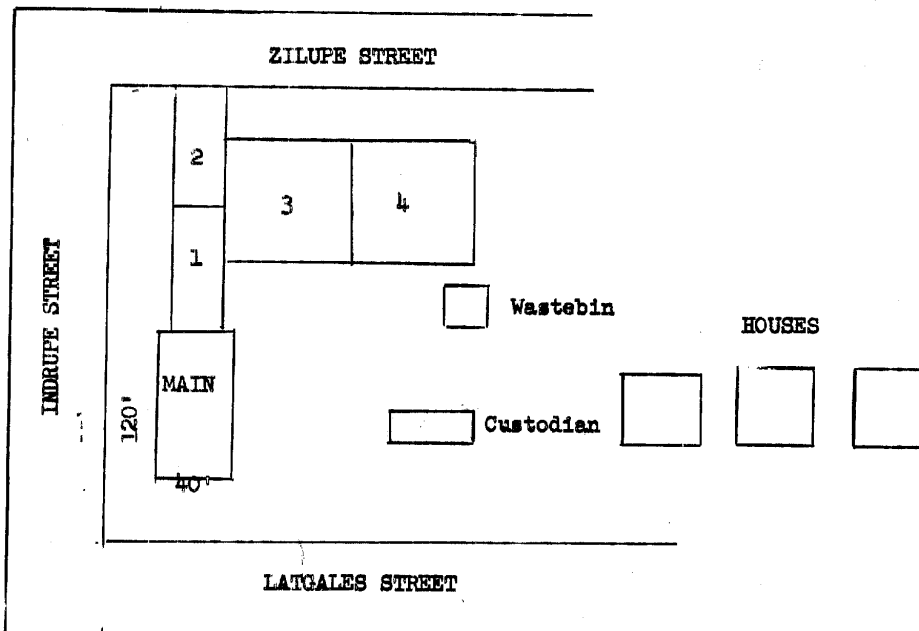 ZILUPE STREET
2
3
4
1
INDRUPE STREET
Wastebin
HOUSES
MAIN
120'
Custodian
40'
LATGALES STREET